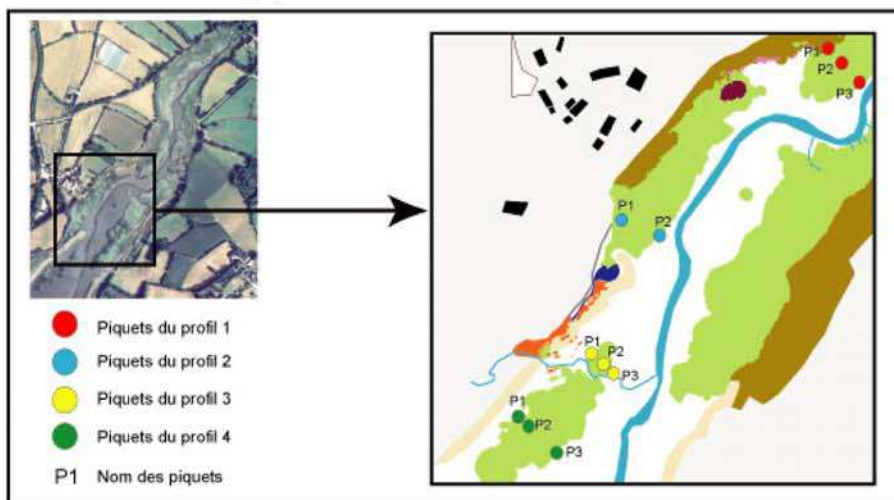 Piquets du profil 1
Piquets du profil 2
Piquets du profil 3
Piquets du profil 4
P1 Nom des piquets
P1
P2
P3
P1
P2
P1
P2
P3
P1
P2
P3